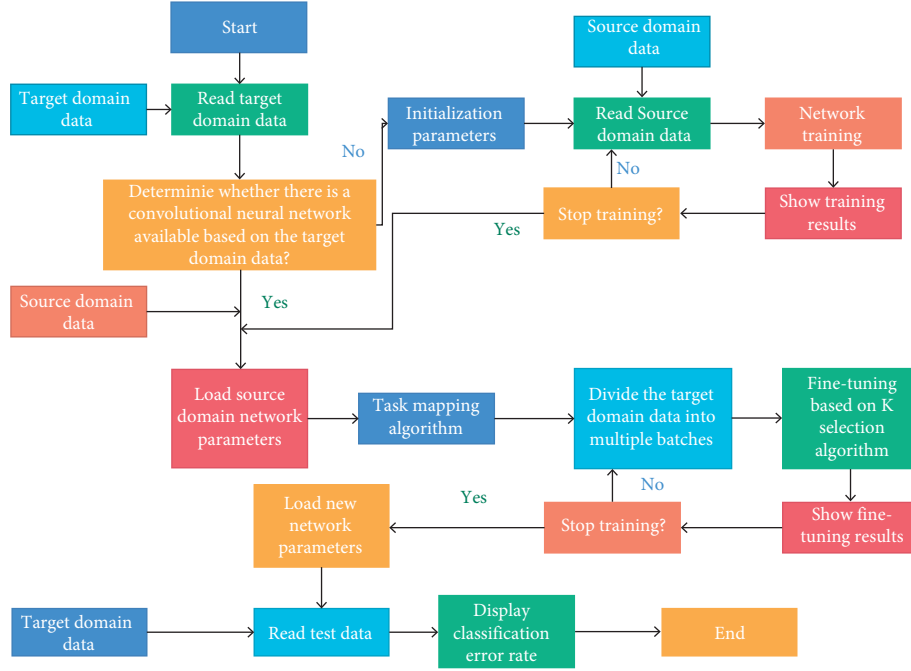 Start
Source domain
data
Target domain
data
Read target
domain data
Initialization
parameters
Read Source
domain data
Network
training
No
No
Determinie whether there is a
convolutional neural network
available based on the target
domain data?
Stop training?
Show training
results
Yes
Source domain
data
Yes
Load source
domain network
parameters
Task mapping
algorithm
Divide the target
domain data into
multiple batches
Fine-tuning
based on K
selection
algorithm
No
Yes
Load new
network
parameters
Stop training?
Show fine-
tuning results
Target domain
data
Read test data
Display
classification
error rate
End